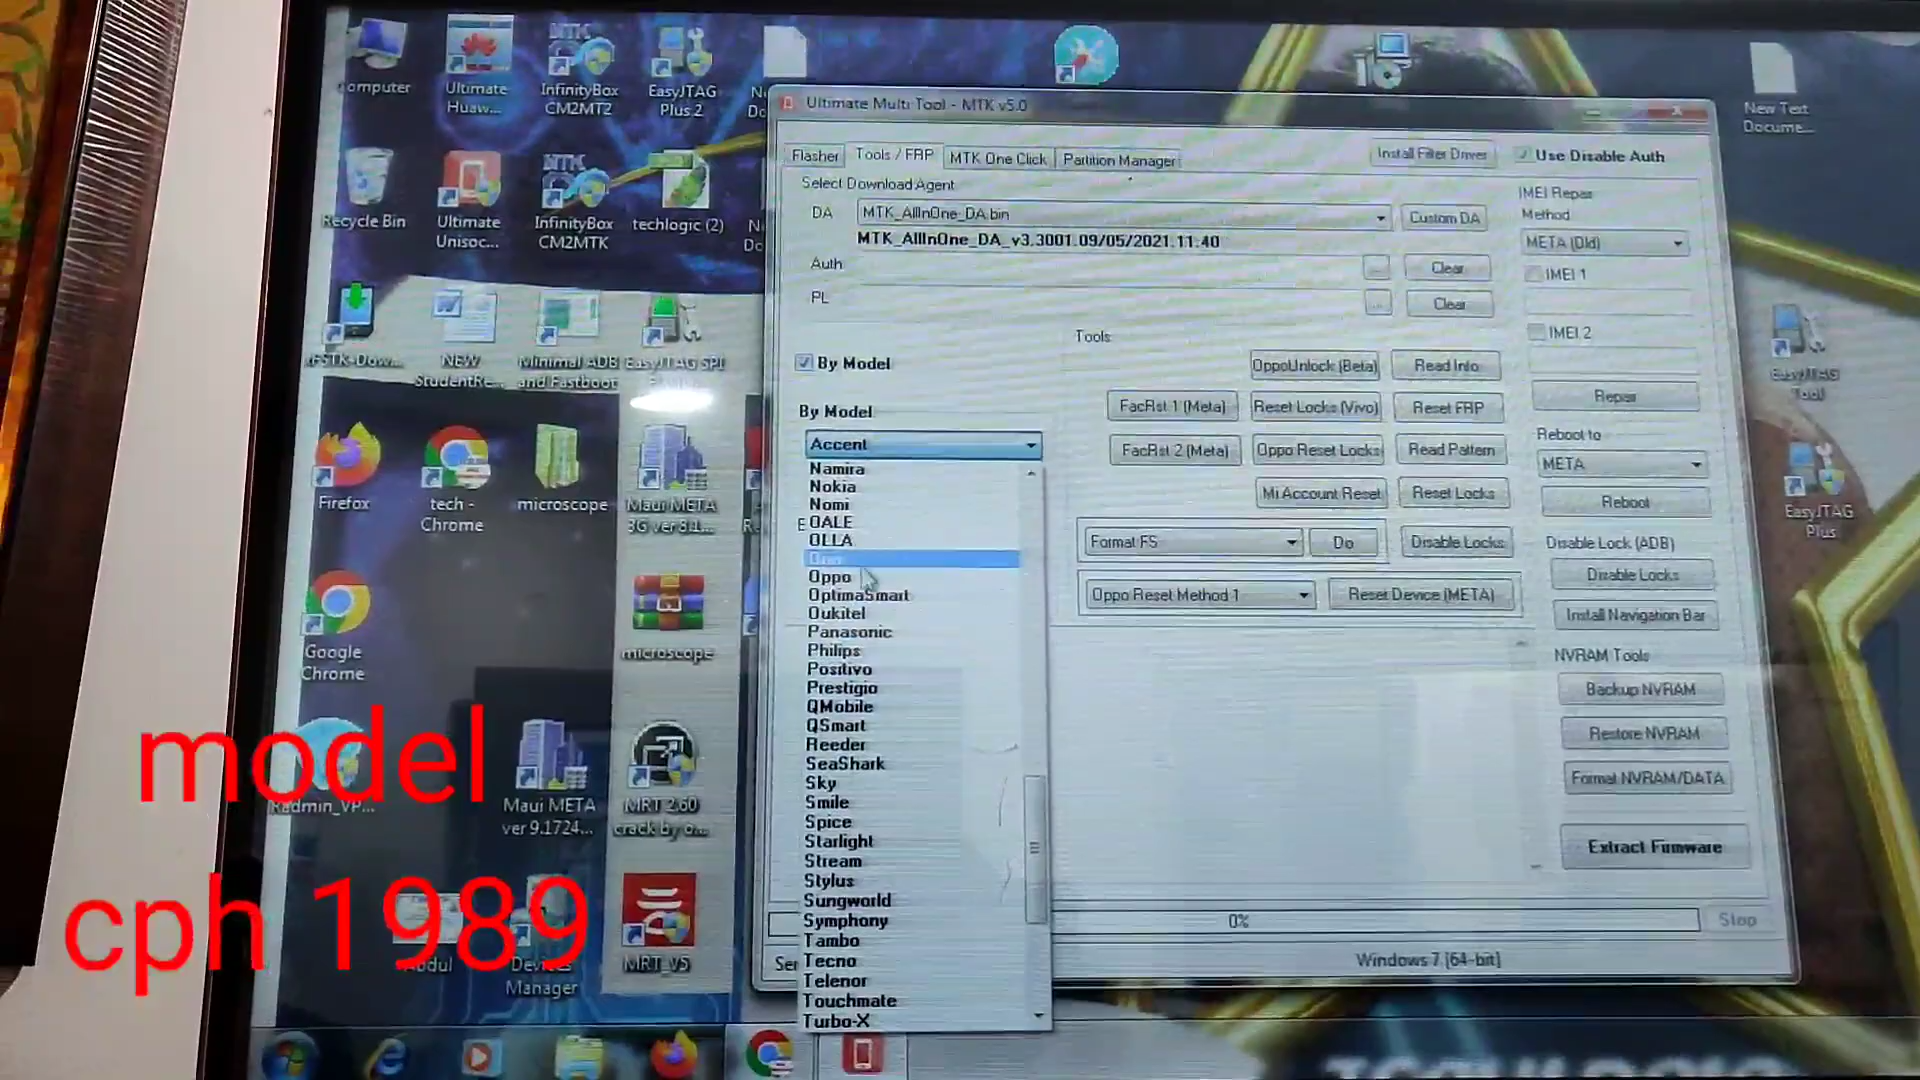 computer
Ultimate
Huaw...
InfinityBox
CM2MT2
EasyJTAG
Plus 2
New Text
Docume...
Recycle Bin
Ultimate
Unisoc...
InfinityBox
CM2MTK
techlogic (2)
NEW
StudentRe...
Minimal ADB
and Fastboot
Firefox
tech -
Chrome
microscope
Maui META
3G ver 8.1...
Google
Chrome
microscope
Radmin_VP...
Maui META
ver 9.1724...
MRT 2.60
crack by o...
Device
Manager
MRT_V5
EasyJTAG
Tool
EasyJTAG
Plus
Ultimate Multi Tool - MTK v5.0
Flasher
Tools / FRP
MTK One Click
Partition Manager
Install Filter Driver
Use Disable Auth
Select Download Agent
DA
MTK_AllInOne_DA.bin
Custom DA
MTK_AllInOne_DA_v3.3001.09/05/2021.11:40
Auth
...
Clear
PL
...
Clear
IMEI Repair
Method
META (Old)
IMEI 1
IMEI 2
Repair
Reboot to
META
Reboot
Disable Lock (ADB)
Disable Locks
Install Navigation Bar
NVRAM Tools
Backup NVRAM
Restore NVRAM
Format NVRAM/DATA
Extract Firmware
Tools
OppoUnlock (Beta)
Read Info
FacRst 1 (Meta)
Reset Locks (Vivo)
Reset FRP
FacRst 2 (Meta)
Oppo Reset Locks
Read Pattern
Mi Account Reset
Reset Locks
Format FS
Do
Disable Locks
Oppo Reset Method 1
Reset Device (META)
By Model
By Model
Accent
Namira
Nokia
Nomi
OALE
OLLA
Oppo
OptimaSmart
Oukitel
Panasonic
Philips
Positivo
Prestigio
QMobile
QSmart
Reeder
SeaShark
Sky
Smile
Spice
Starlight
Stream
Stylus
Sungworld
Symphony
Tambo
Tecno
Telenor
Touchmate
Turbo-X
0%
Stop
Windows 7 [64-bit]
model
cph 1989